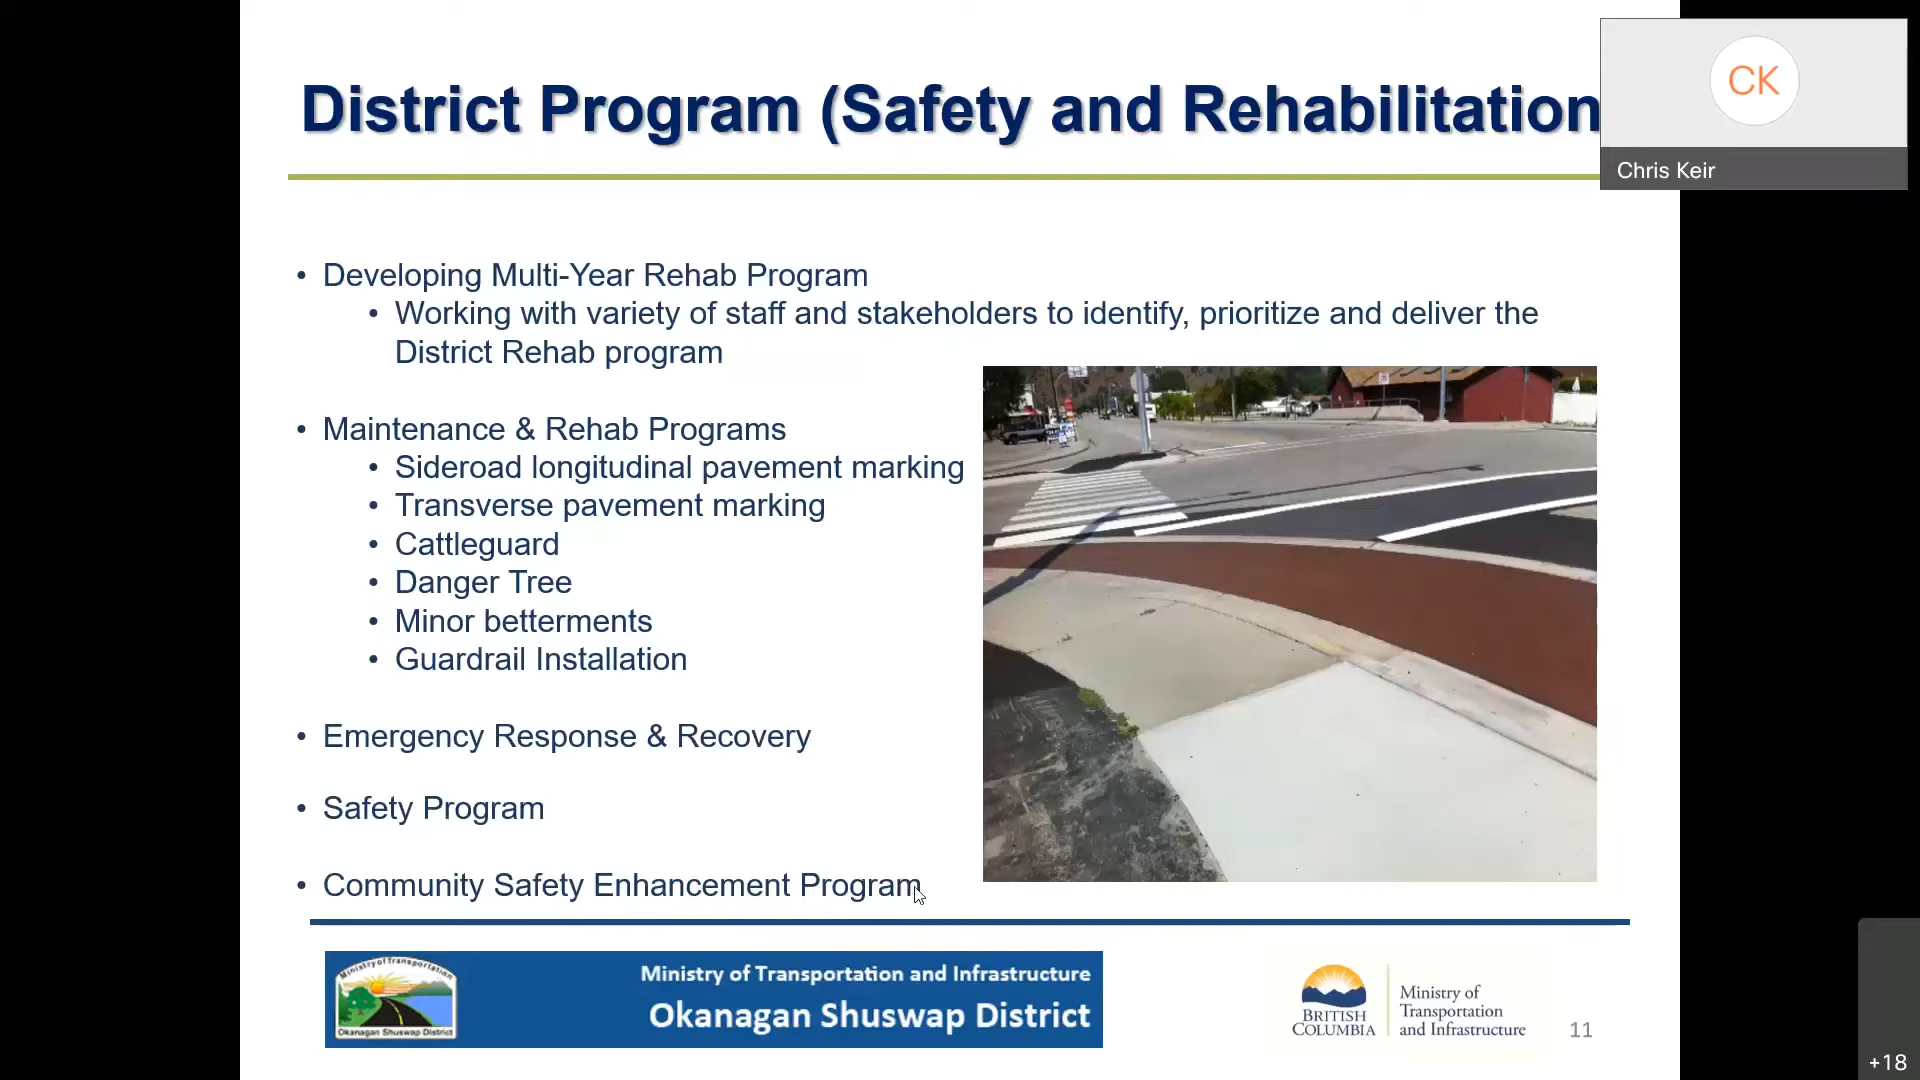 District Program (Safety and Rehabilitation
CK
Chris Keir
• Developing Multi-Year Rehab Program
• Working with variety of staff and stakeholders to identify, prioritize and deliver the
District Rehab program
• Maintenance & Rehab Programs
• Sideroad longitudinal pavement marking
• Transverse pavement marking
• Cattleguard
• Danger Tree
• Minor betterments
• Guardrail Installation
• Emergency Response & Recovery
• Safety Program
• Community Safety Enhancement Program
Ministry of Transportation
Okanagan Shuswap District
Ministry of Transportation and Infrastructure
Okanagan Shuswap District
BRITISH
COLUMBIA
Ministry of
Transportation
and Infrastructure
11
+18